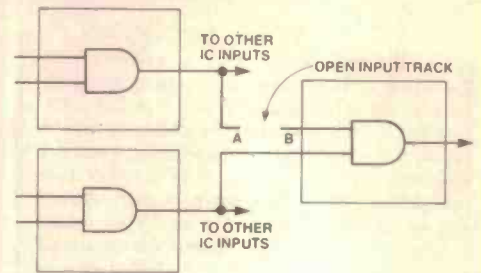 TO OTHER
IC INPUTS
OPEN INPUT TRACK
A
B
TO OTHER
IC INPUTS